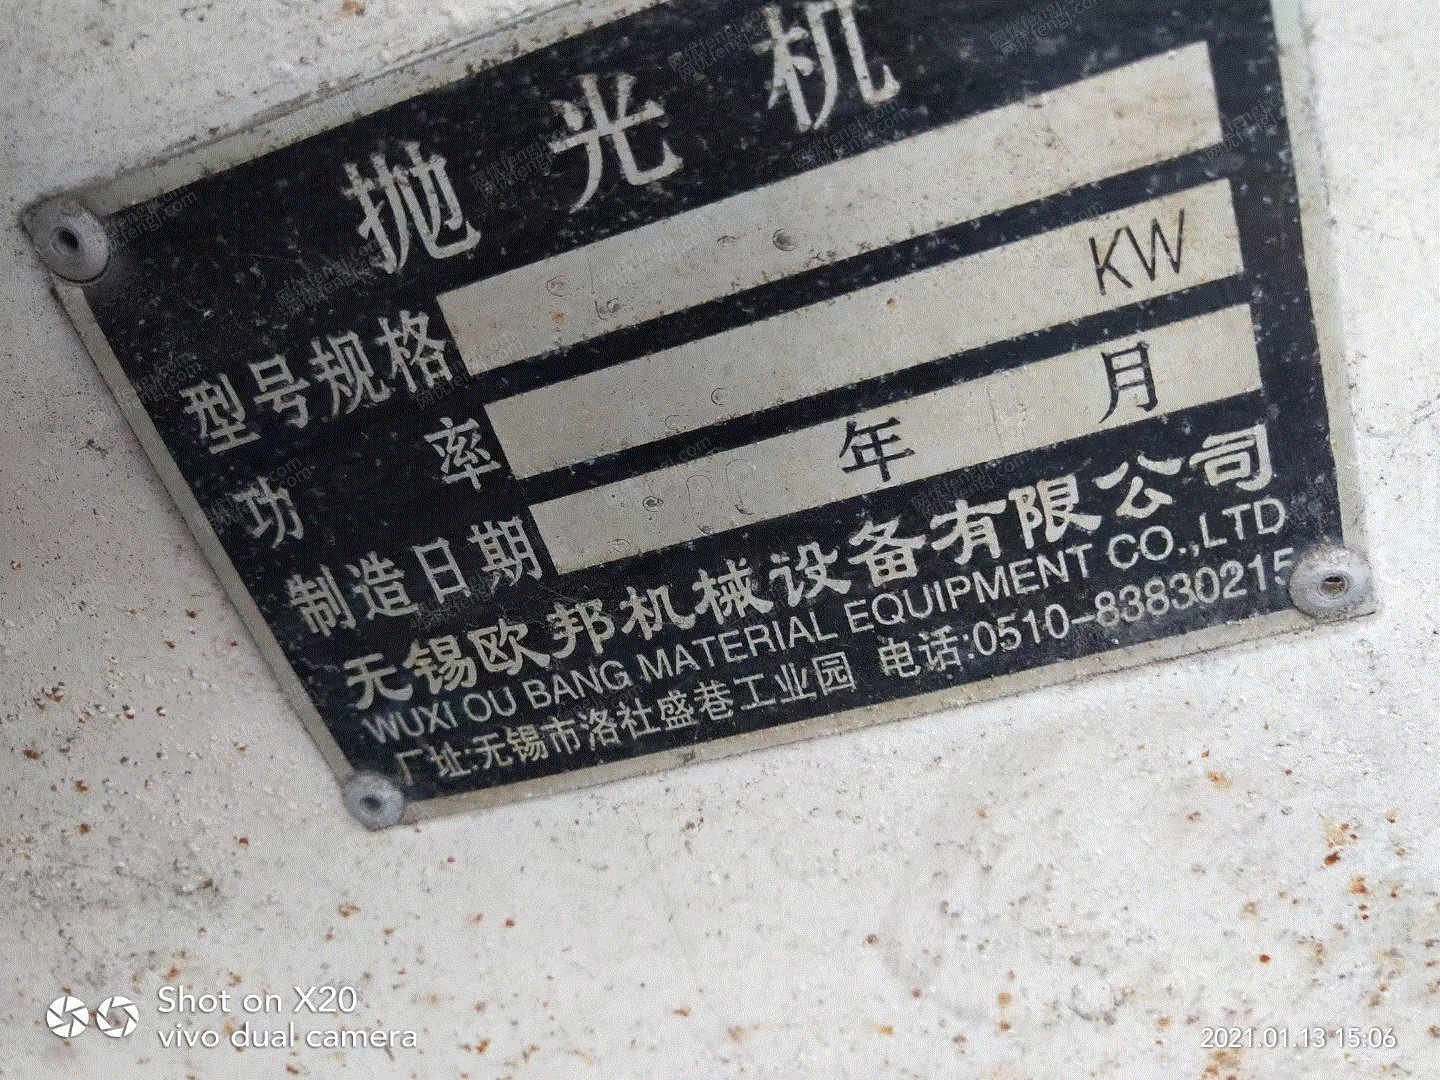 抛光机
型号规格
功 率 KW
制造日期 年 月
无锡欧邦机械设备有限公司
WUXI OU BANG MATERIAL EQUIPMENT CO.,LTD
厂址:无锡市洛社盛巷工业园 电话:0510-83830215
Shot on X20
vivo dual camera
2021.01.13 15:06